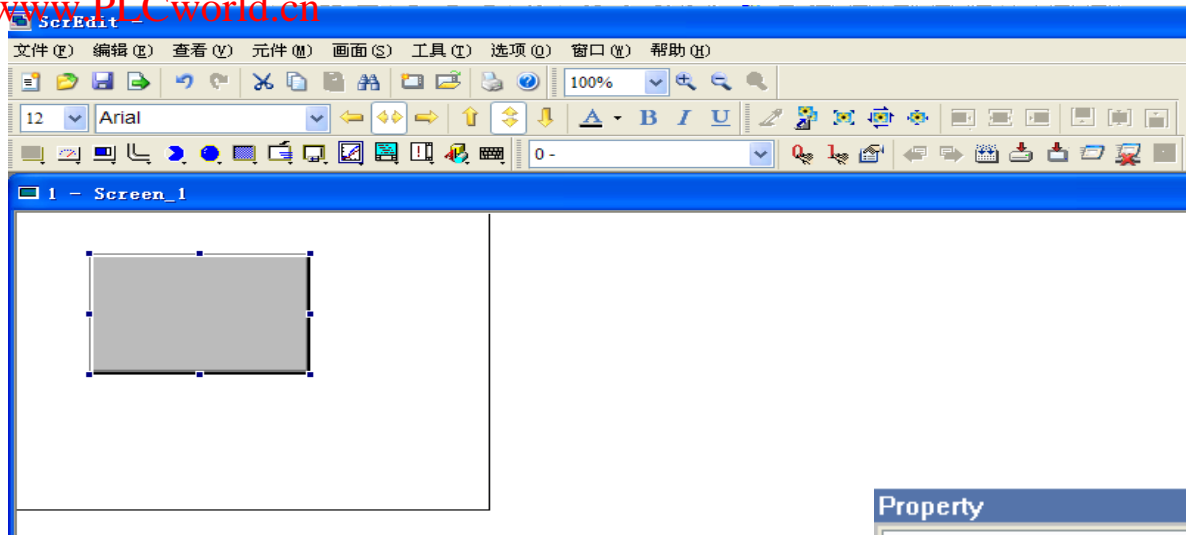 www.PLCworld.cn
ScrEdit -
文件(F) 编辑(E) 查看(V) 元件(M) 画面(S) 工具(T) 选项(O) 窗口(W) 帮助(H)
100%
12 Arial A B I U
0 -
1 - Screen_1
Property